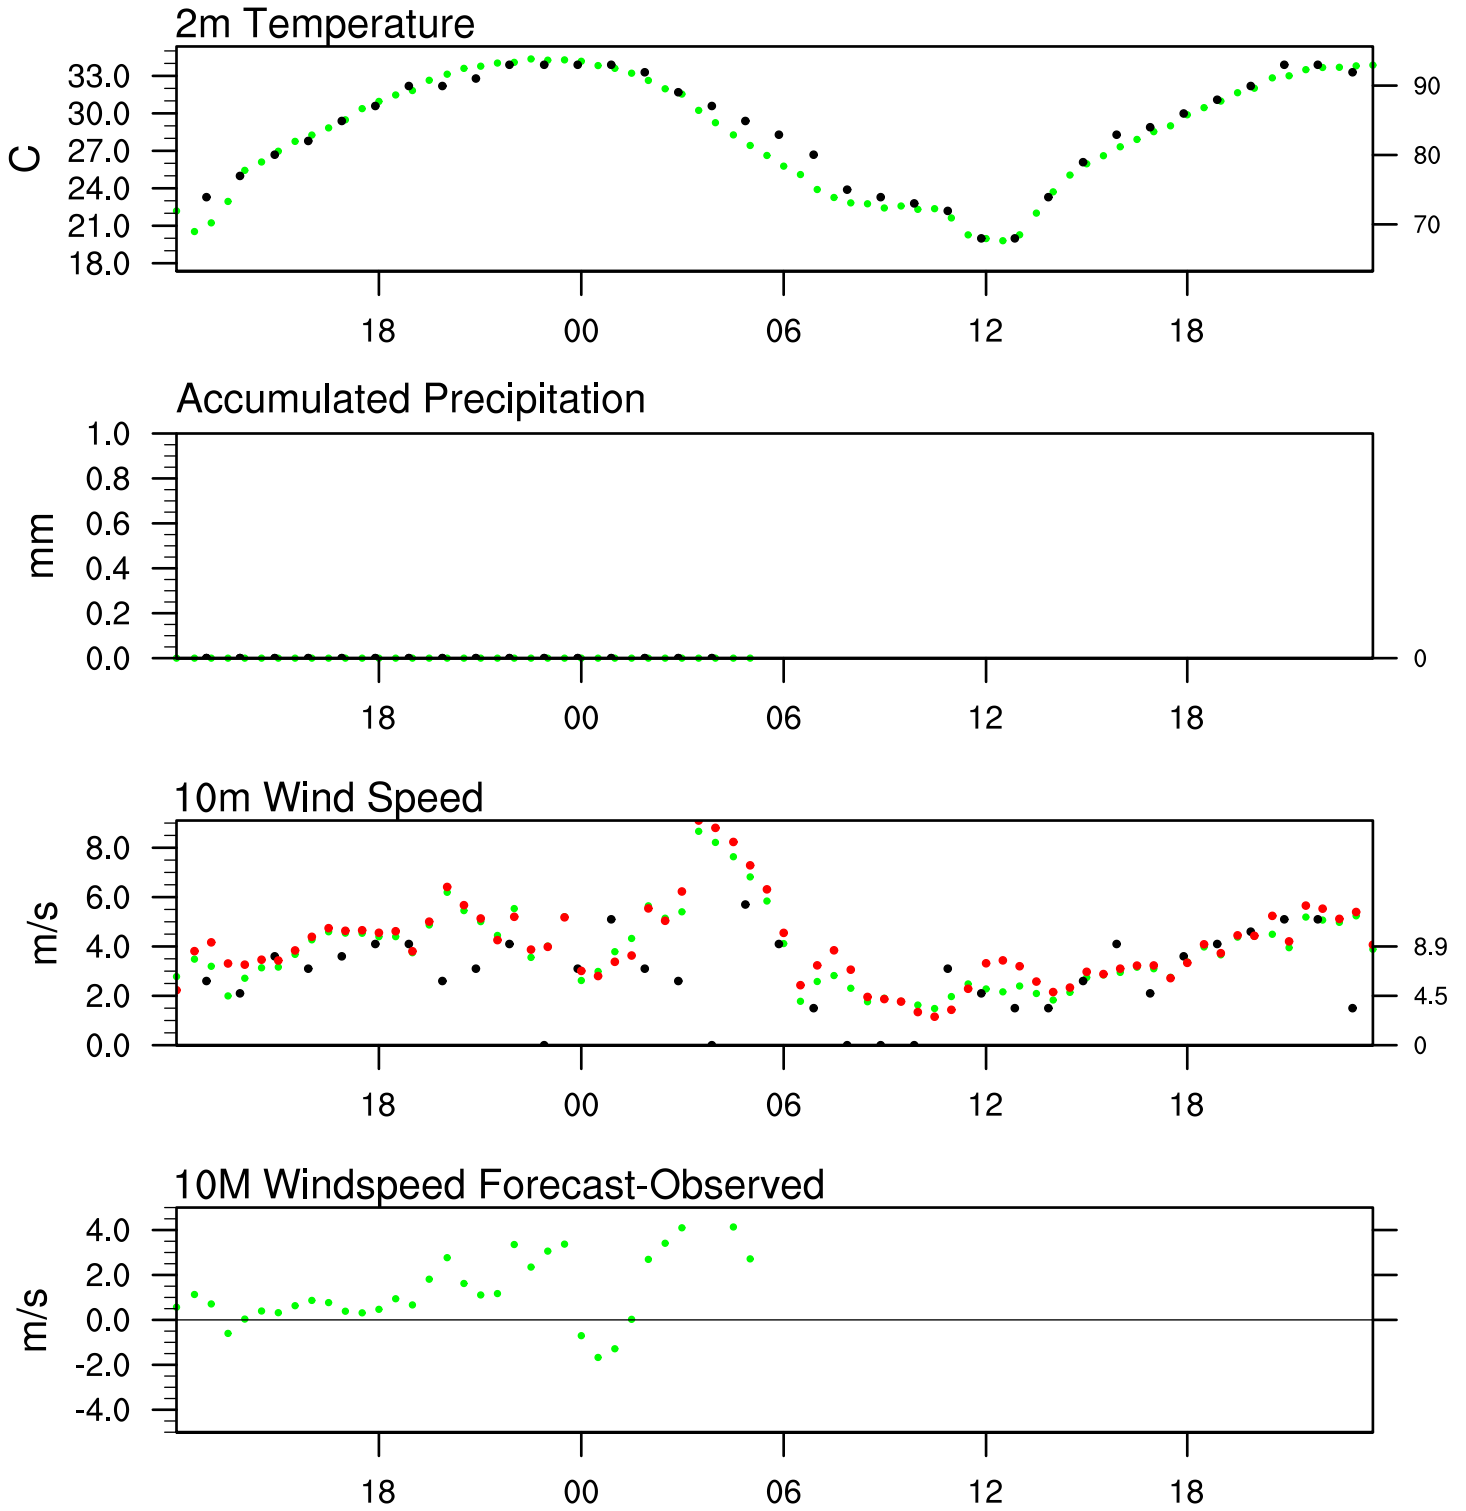 2m Temperature
33.0
30.0
27.0
24.0
21.0
18.0
C
90
80
70
18 00 06 12 18
Accumulated Precipitation
1.0
0.8
0.6
0.4
0.2
0.0
mm
0
18 00 06 12 18
10m Wind Speed
8.0
6.0
4.0
2.0
0.0
m/s
8.9
4.5
0
18 00 06 12 18
10M Windspeed Forecast-Observed
4.0
2.0
0.0
-2.0
-4.0
m/s
18 00 06 12 18